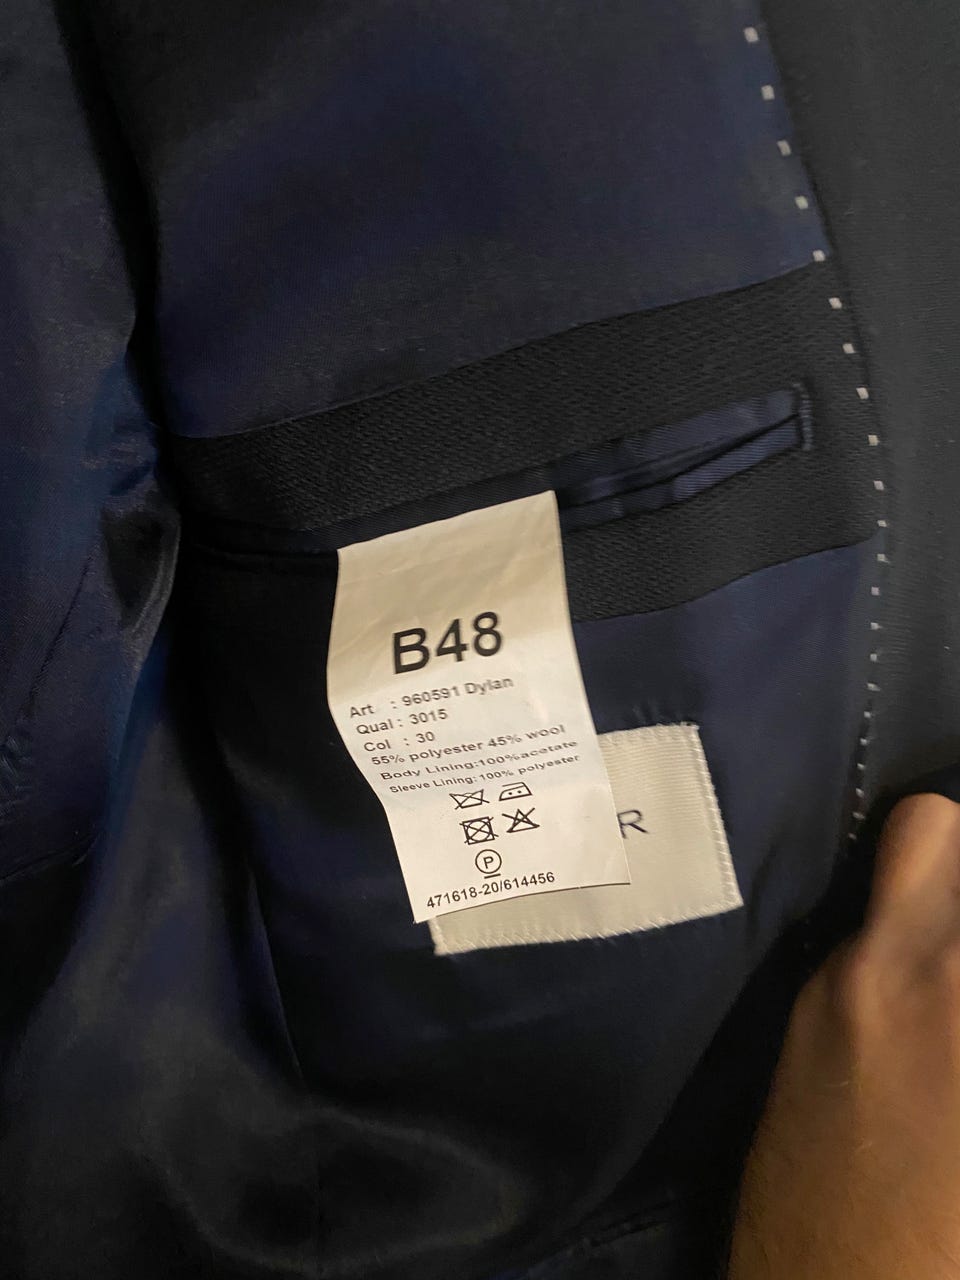 B48
Art : 960591 Dylan
Qual : 3015
Col : 30
55% polyester 45% wool
Body Lining:100%acetate
Sleeve Lining: 100% polyester
P
471618-20/614456
R